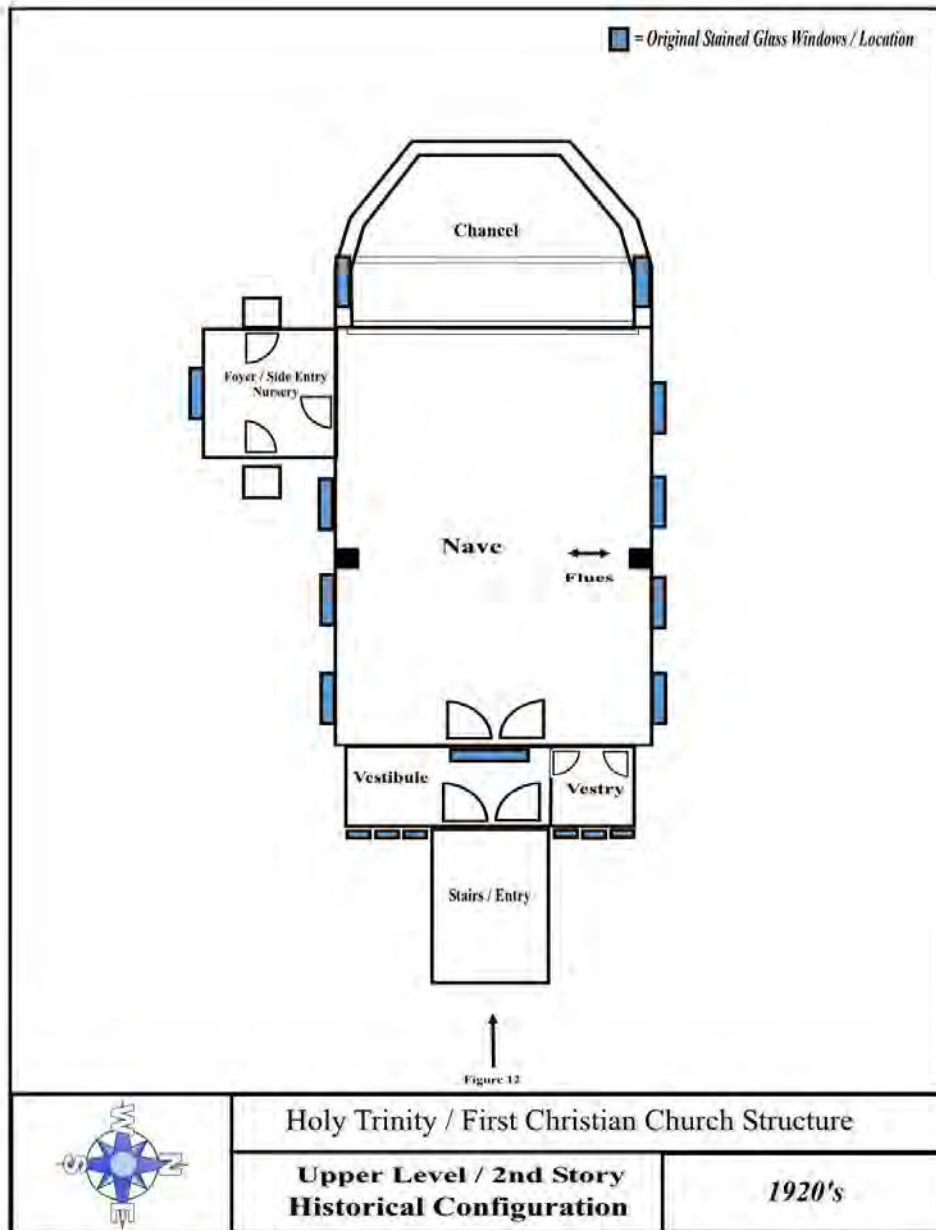 = Original Stained Glass Windows / Location
Chancel
Foyer / Side Entry
Nursery
Nave
Flues
Vestibule
Vestry
Stairs / Entry
Figure 12
W
S
N
E
Holy Trinity / First Christian Church Structure
Upper Level / 2nd Story
Historical Configuration
1920's